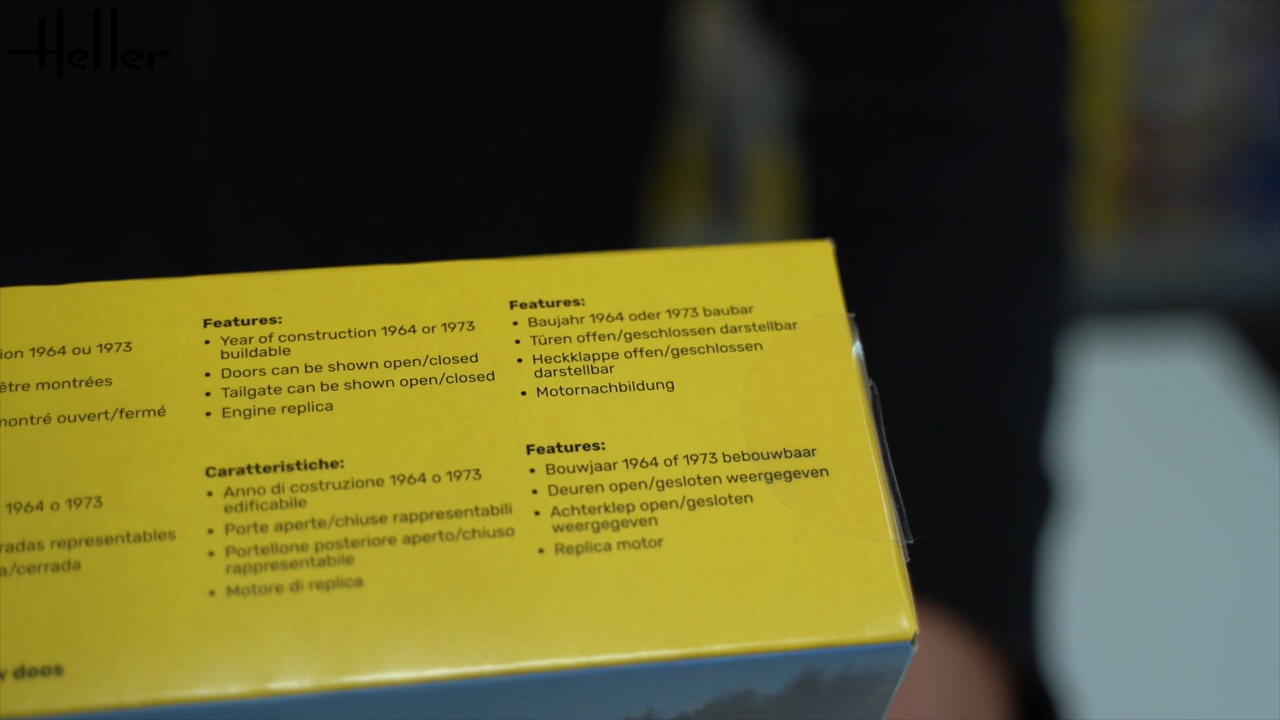 Heller
ion 1964 ou 1973
être montrées
montré ouvert/fermé
1964 o 1973
radas representables
a/cerrada
doos
Features:
• Year of construction 1964 or 1973
buildable
• Doors can be shown open/closed
• Tailgate can be shown open/closed
• Engine replica
Caratteristiche:
• Anno di costruzione 1964 o 1973
edificabile
• Porte aperte/chiuse rappresentabili
• Portellone posteriore aperto/chiuso
rappresentabile
• Motore di replica
Features:
• Baujahr 1964 oder 1973 baubar
• Türen offen/geschlossen darstellbar
• Heckklappe offen/geschlossen
darstellbar
• Motornachbildung
Features:
• Bouwjaar 1964 of 1973 bebouwbaar
• Deuren open/gesloten weergegeven
• Achterklep open/gesloten
weergegeven
• Replica motor